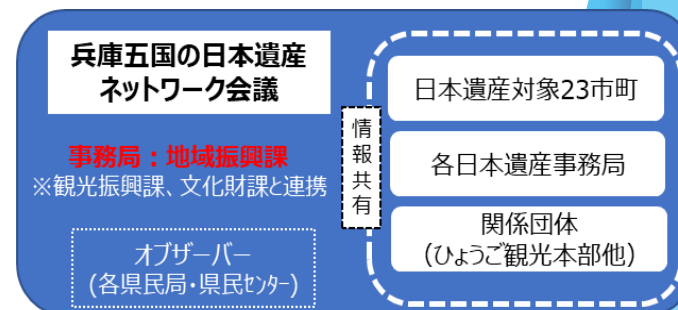 兵庫五国の日本遺産
ネットワーク会議
事務局：地域振興課
※観光振興課、文化財課と連携
オブザーバー
(各県民局・県民ｾﾝﾀｰ)
情報共有
日本遺産対象23市町
各日本遺産事務局
関係団体
(ひょうご観光本部他)